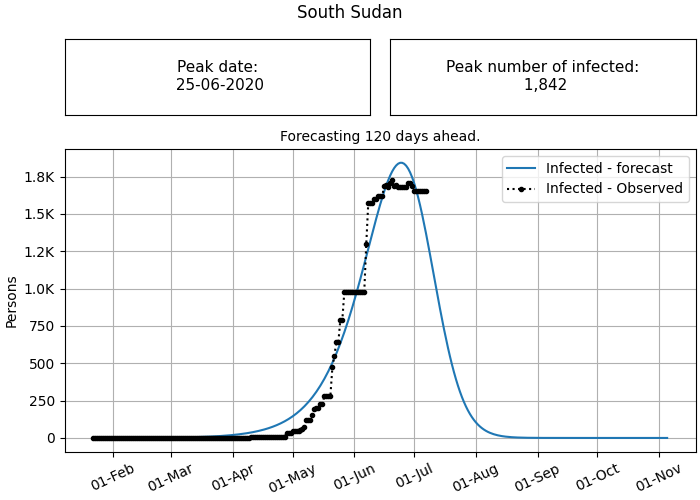 South Sudan
Peak date:
25-06-2020
Peak number of infected:
1,842
Forecasting 120 days ahead.
Infected - forecast
Infected - Observed
Persons
1.8K
1.5K
1.2K
1.0K
750
500
250
0
01-Feb
01-Mar
01-Apr
01-May
01-Jun
01-Jul
01-Aug
01-Sep
01-Oct
01-Nov